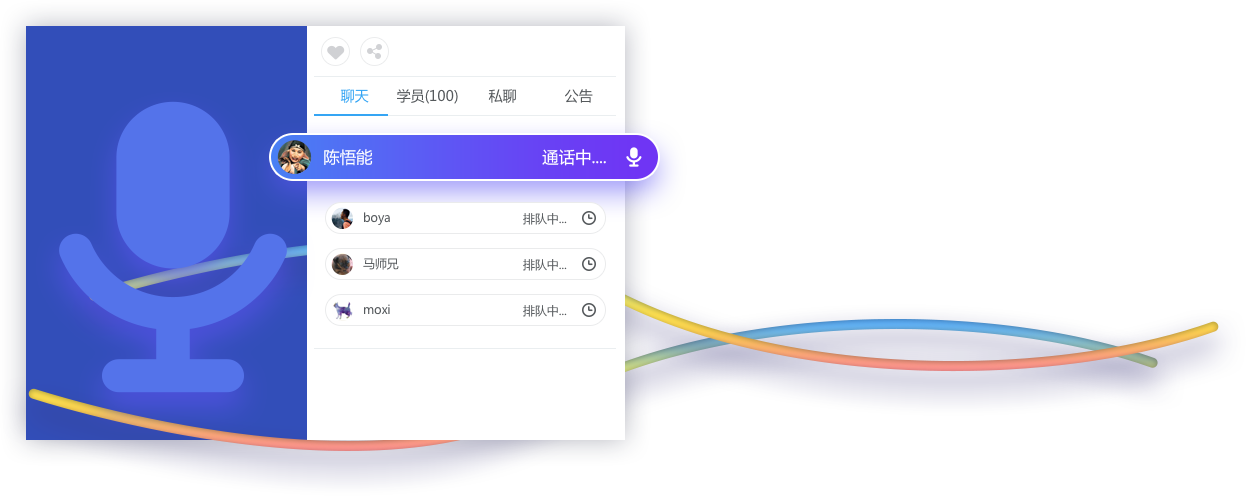 聊天 学员(100) 私聊 公告
陈悟能 通话中....
boya 排队中...
马师兄 排队中...
moxi 排队中...